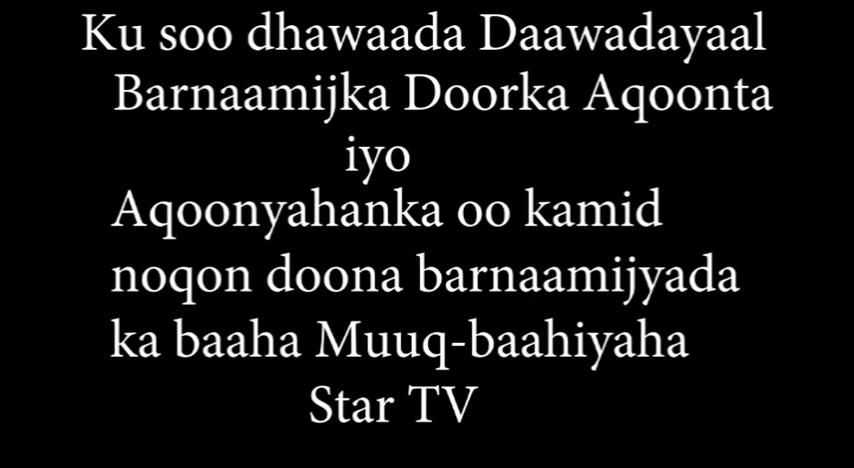 Ku soo dhawaada Daawadayaal
Barnaamijka Doorka Aqoonta
iyo
Aqoonyahanka oo kamid
noqon doona barnaamijyada
ka baaha Muuq-baahiyaha
Star TV